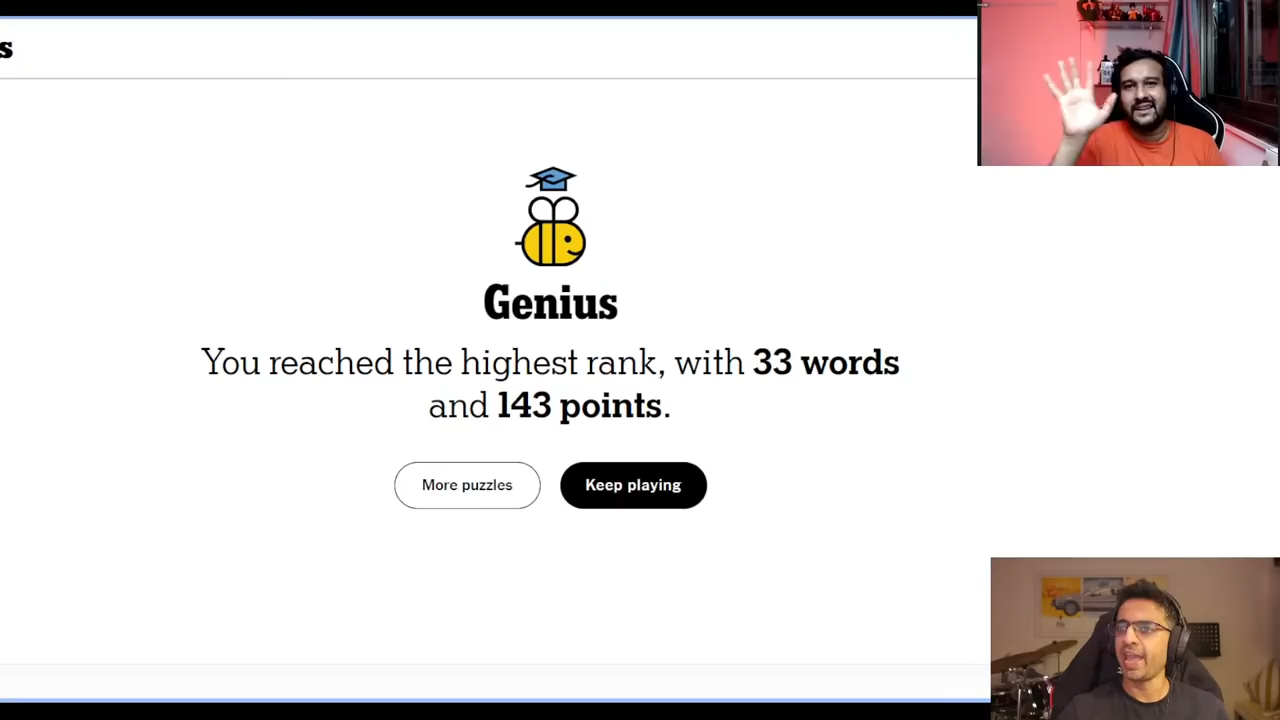 s
Genius
You reached the highest rank, with 33 words
and 143 points.
More puzzles
Keep playing